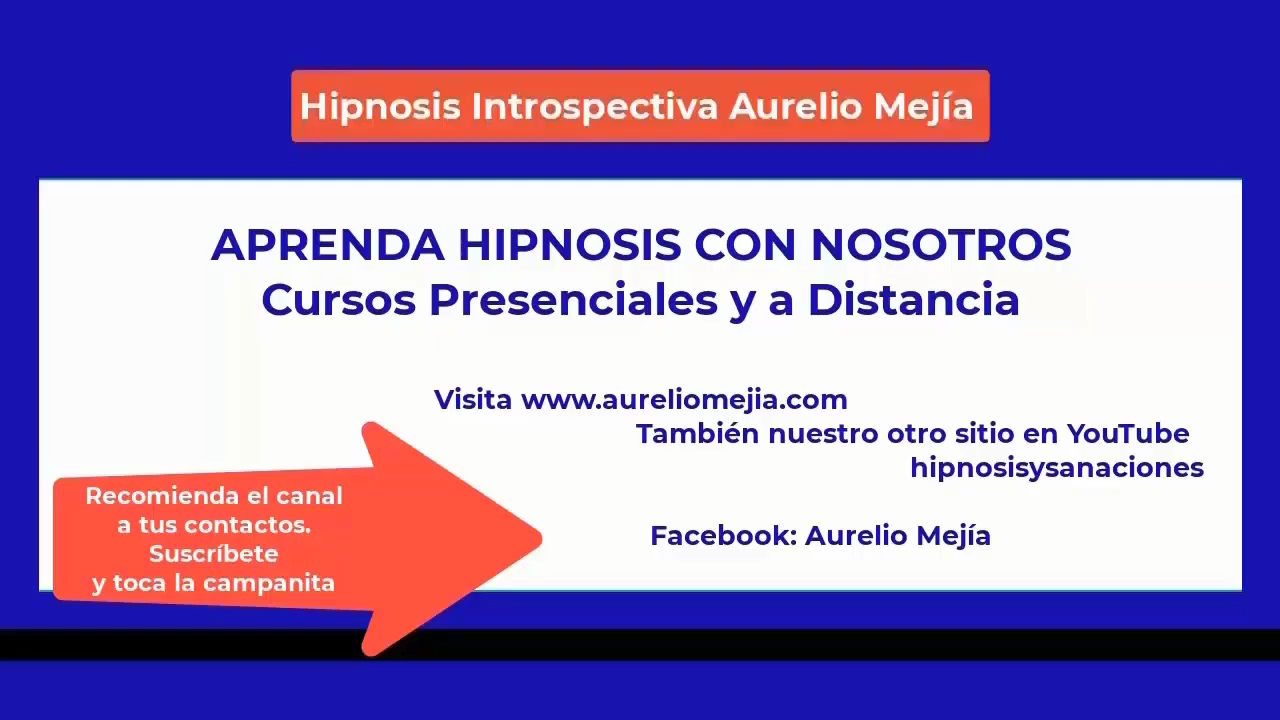 Hipnosis Introspectiva Aurelio Mejía
APRENDA HIPNOSIS CON NOSOTROS
Cursos Presenciales y a Distancia
Visita www.aureliomejia.com
También nuestro otro sitio en YouTube
hipnosisysanaciones
Facebook: Aurelio Mejía
Recomienda el canal
a tus contactos.
Suscríbete
y toca la campanita